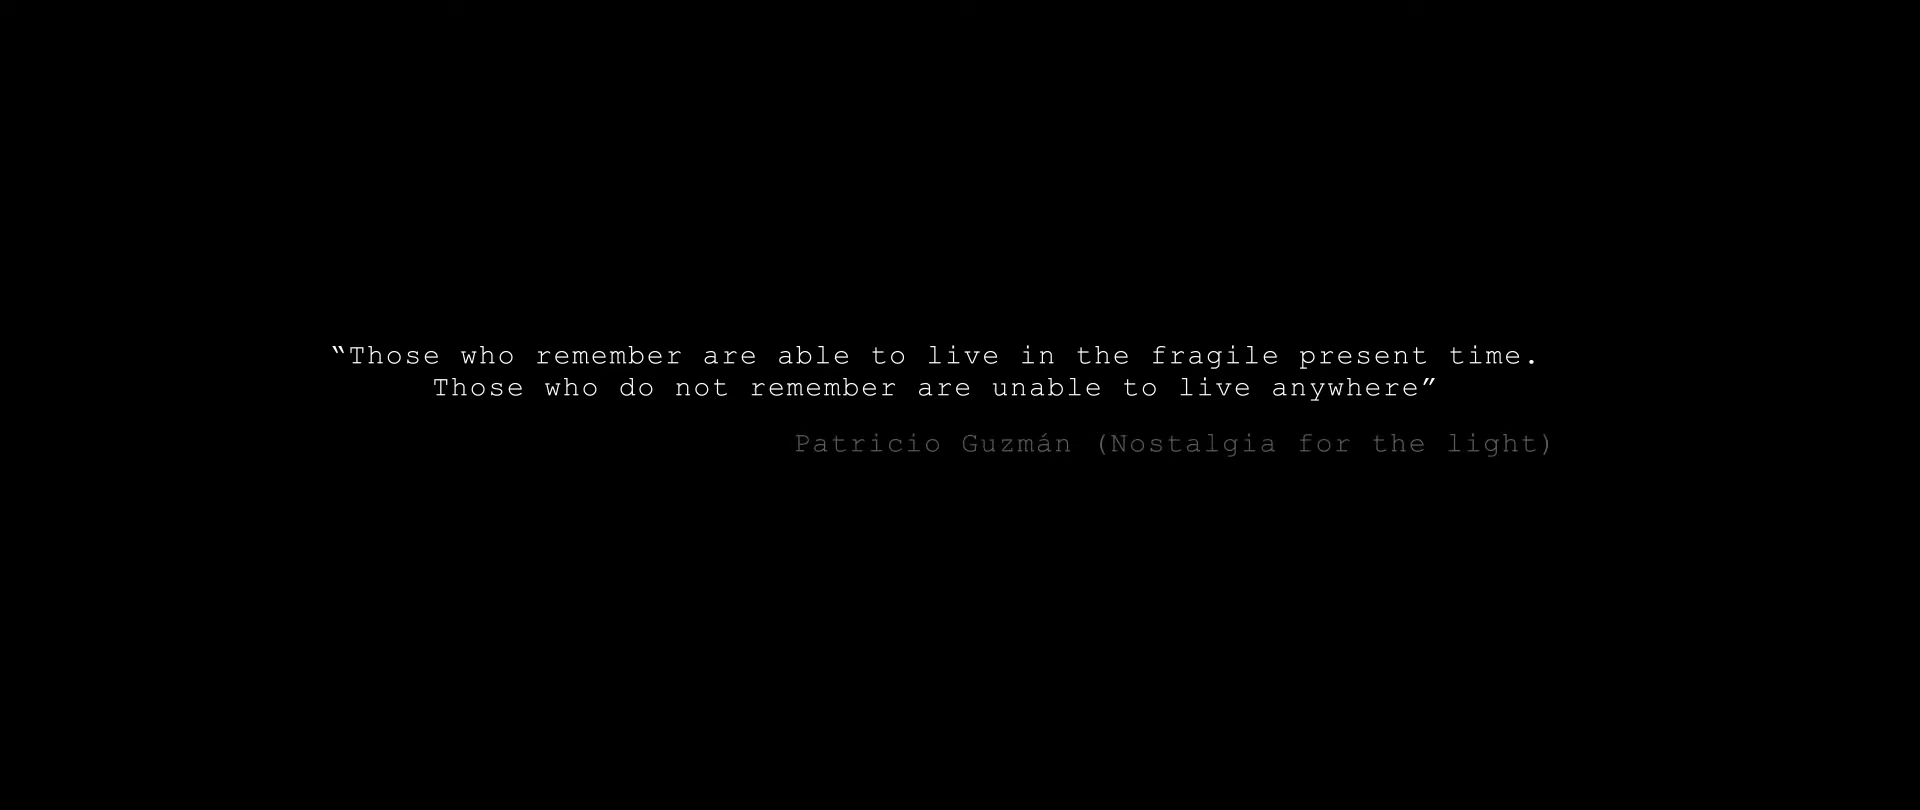 “Those who remember are able to live in the fragile present time.
Those who do not remember are unable to live anywhere”
Patricio Guzmán (Nostalgia for the light)